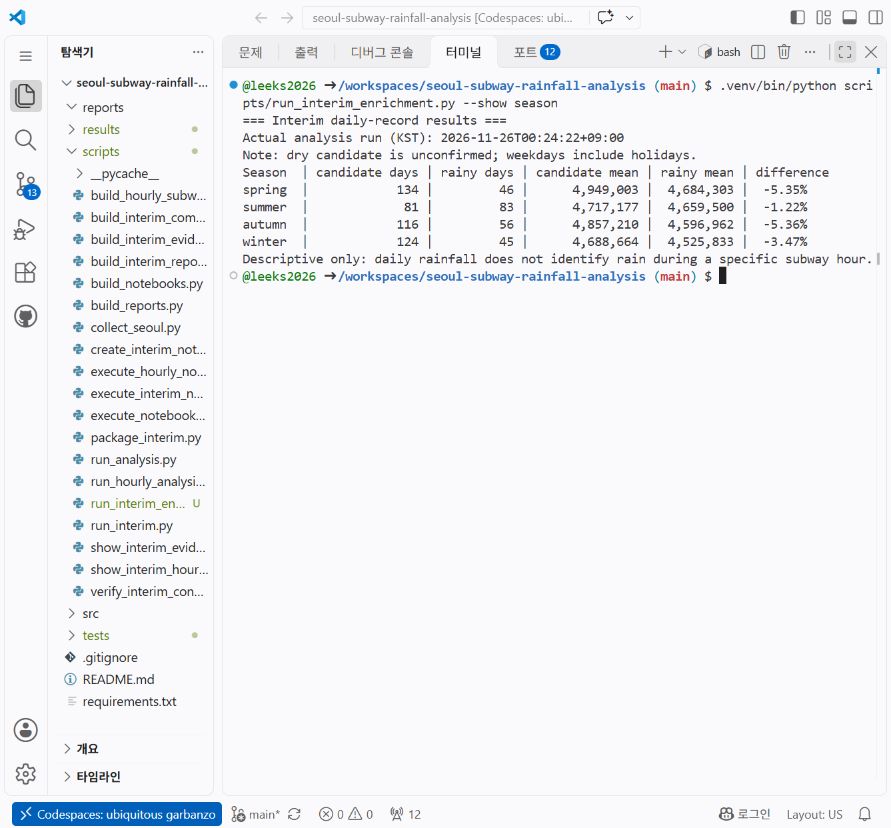 seoul-subway-rainfall-analysis [Codespaces: ubi...
탐색기
seoul-subway-rainfall-...
reports
results
scripts
__pycache__
build_hourly_subw...
build_interim_com...
build_interim_evid...
build_interim_repo...
build_notebooks.py
build_reports.py
collect_seoul.py
create_interim_not...
execute_hourly_no...
execute_interim_n...
execute_notebook...
package_interim.py
run_analysis.py
run_hourly_analysi...
run_interim_en... U
run_interim.py
show_interim_evid...
show_interim_hour...
verify_interim_con...
src
tests
.gitignore
README.md
requirements.txt
개요
타임라인
13
문제 출력 디버그 콘솔 터미널 포트 12 bash
@leeks2026 ➜/workspaces/seoul-subway-rainfall-analysis (main) $ .venv/bin/python scri
pts/run_interim_enrichment.py --show season
=== Interim daily-record results ===
Actual analysis run (KST): 2026-11-26T00:24:22+09:00
Note: dry candidate is unconfirmed; weekdays include holidays.
Season | candidate days | rainy days | candidate mean | rainy mean | difference
spring | 134 | 46 | 4,949,003 | 4,684,303 | -5.35%
summer | 81 | 83 | 4,717,177 | 4,659,500 | -1.22%
autumn | 116 | 56 | 4,857,210 | 4,596,962 | -5.36%
winter | 124 | 45 | 4,688,664 | 4,525,833 | -3.47%
Descriptive only: daily rainfall does not identify rain during a specific subway hour.
@leeks2026 ➜/workspaces/seoul-subway-rainfall-analysis (main) $
Codespaces: ubiquitous garbanzo main* 0 0 12 로그인 Layout: US